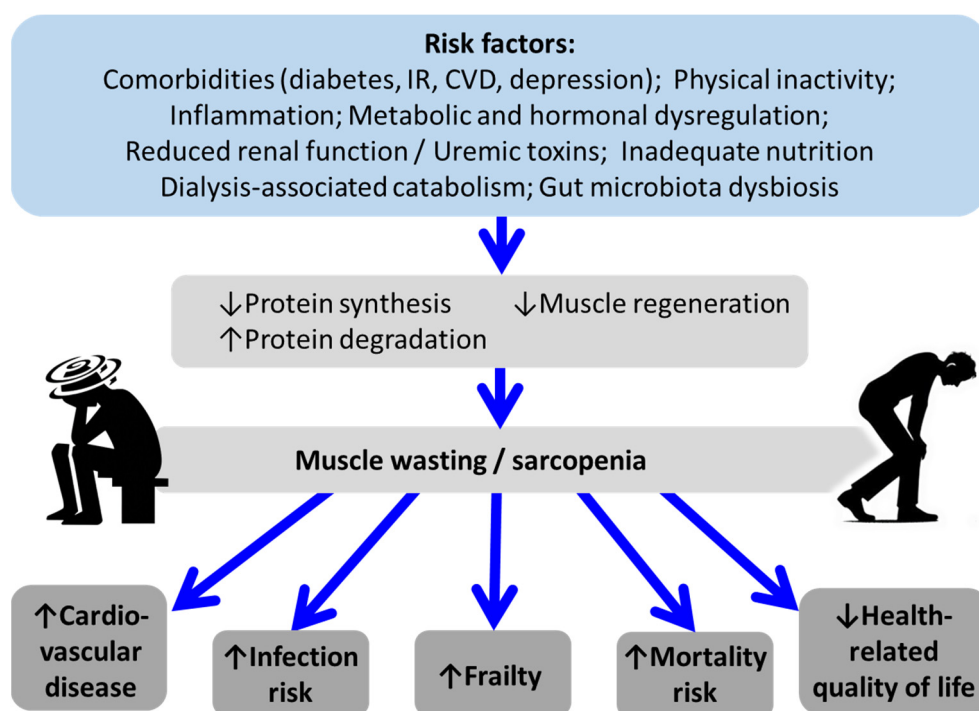 Risk factors:
Comorbidities (diabetes, IR, CVD, depression); Physical inactivity;
Inflammation; Metabolic and hormonal dysregulation;
Reduced renal function / Uremic toxins; Inadequate nutrition
Dialysis-associated catabolism; Gut microbiota dysbiosis
↓Protein synthesis ↓Muscle regeneration
↑Protein degradation
Muscle wasting / sarcopenia
↑Cardio-
vascular
disease
↑Infection
risk
↑Frailty
↑Mortality
risk
↓Health-
related
quality of life